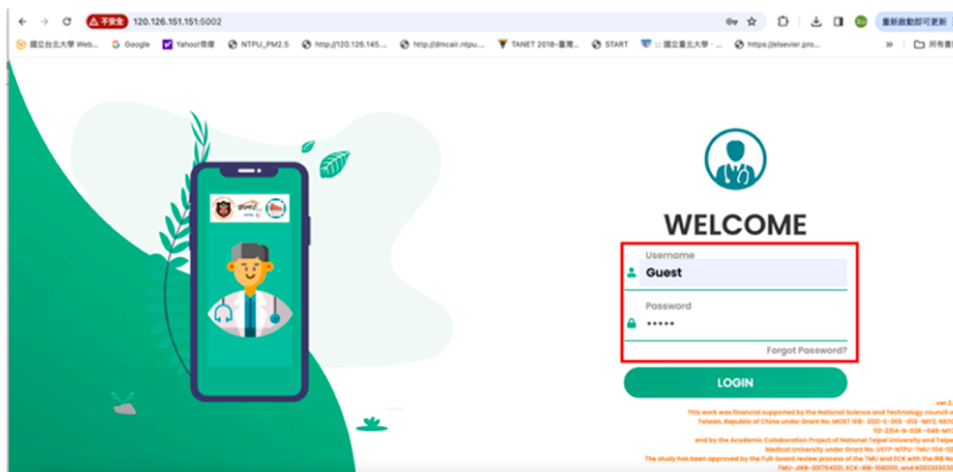 不安全 120.126.151.151:5002
重新啟動即可更新
國立台北大學 Web... Google Yahoo!奇摩 NTPU_PM2.5 http://120.126.145.... http://dmcair.ntpu.... TANET 2018-臺灣... START ::: 國立臺北大學 - ... https://elsevier.pro... » 所有書
WELCOME
Username
Guest
Password
•••••
Forgot Password?
LOGIN
This work was financial supported by the National Science and Technology council
Taiwan, Republic of China under Grant No. MOST 108-
and by the Academic Collaboration Project of National Taipei University and
Medical University under Grant No. USTP-NTPU-TMU-
The study has been approved by the Full-board review process of the TMU and ECK with the IRB